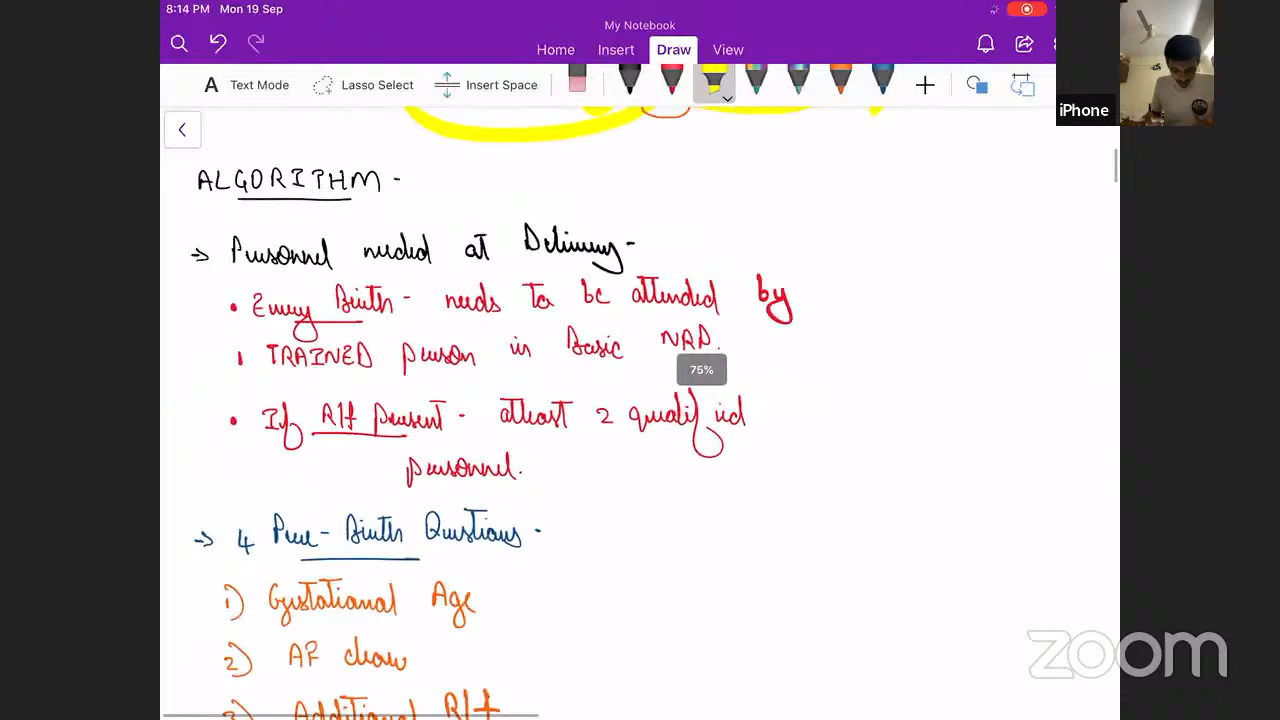 8:14 PM Mon 19 Sep
My Notebook
Home Insert Draw View
A Text Mode Lasso Select Insert Space
iPhone
ALGORITHM -
→ Personnel needed at Delivery -
• Every Birth - needs to be attended by
1 TRAINED person in Basic NRP.
75%
• If R/f present - atleast 2 qualified
personnel.
→ 4 Pre-Birth Questions -
1) Gestational Age
2) AF clear
3) Additional R/f
zoom